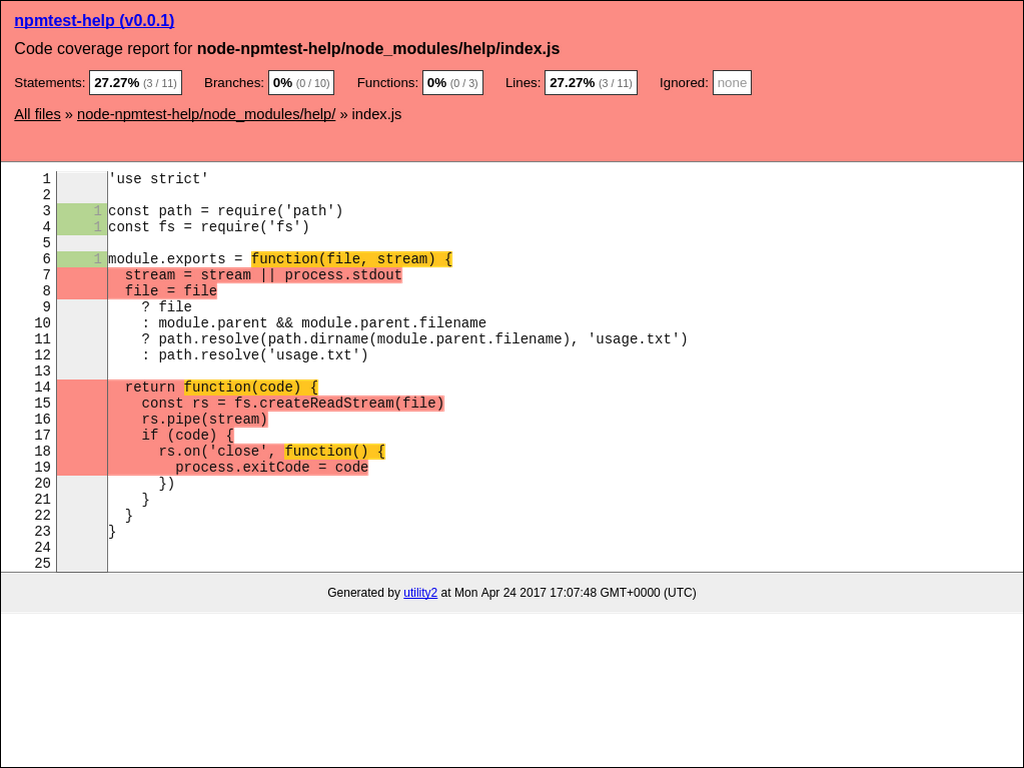 npmtest-help (v0.0.1)
Code coverage report for node-npmtest-help/node_modules/help/index.js
Statements: 27.27% (3 / 11) Branches: 0% (0 / 10) Functions: 0% (0 / 3) Lines: 27.27% (3 / 11) Ignored: none
All files » node-npmtest-help/node_modules/help/ » index.js
1 'use strict'
2
3 1 const path = require('path')
4 1 const fs = require('fs')
5
6 1 module.exports = function(file, stream) {
7 stream = stream || process.stdout
8 file = file
9 ? file
10 : module.parent && module.parent.filename
11 ? path.resolve(path.dirname(module.parent.filename), 'usage.txt')
12 : path.resolve('usage.txt')
13
14 return function(code) {
15 const rs = fs.createReadStream(file)
16 rs.pipe(stream)
17 if (code) {
18 rs.on('close', function() {
19 process.exitCode = code
20 })
21 }
22 }
23 }
24
25
Generated by utility2 at Mon Apr 24 2017 17:07:48 GMT+0000 (UTC)